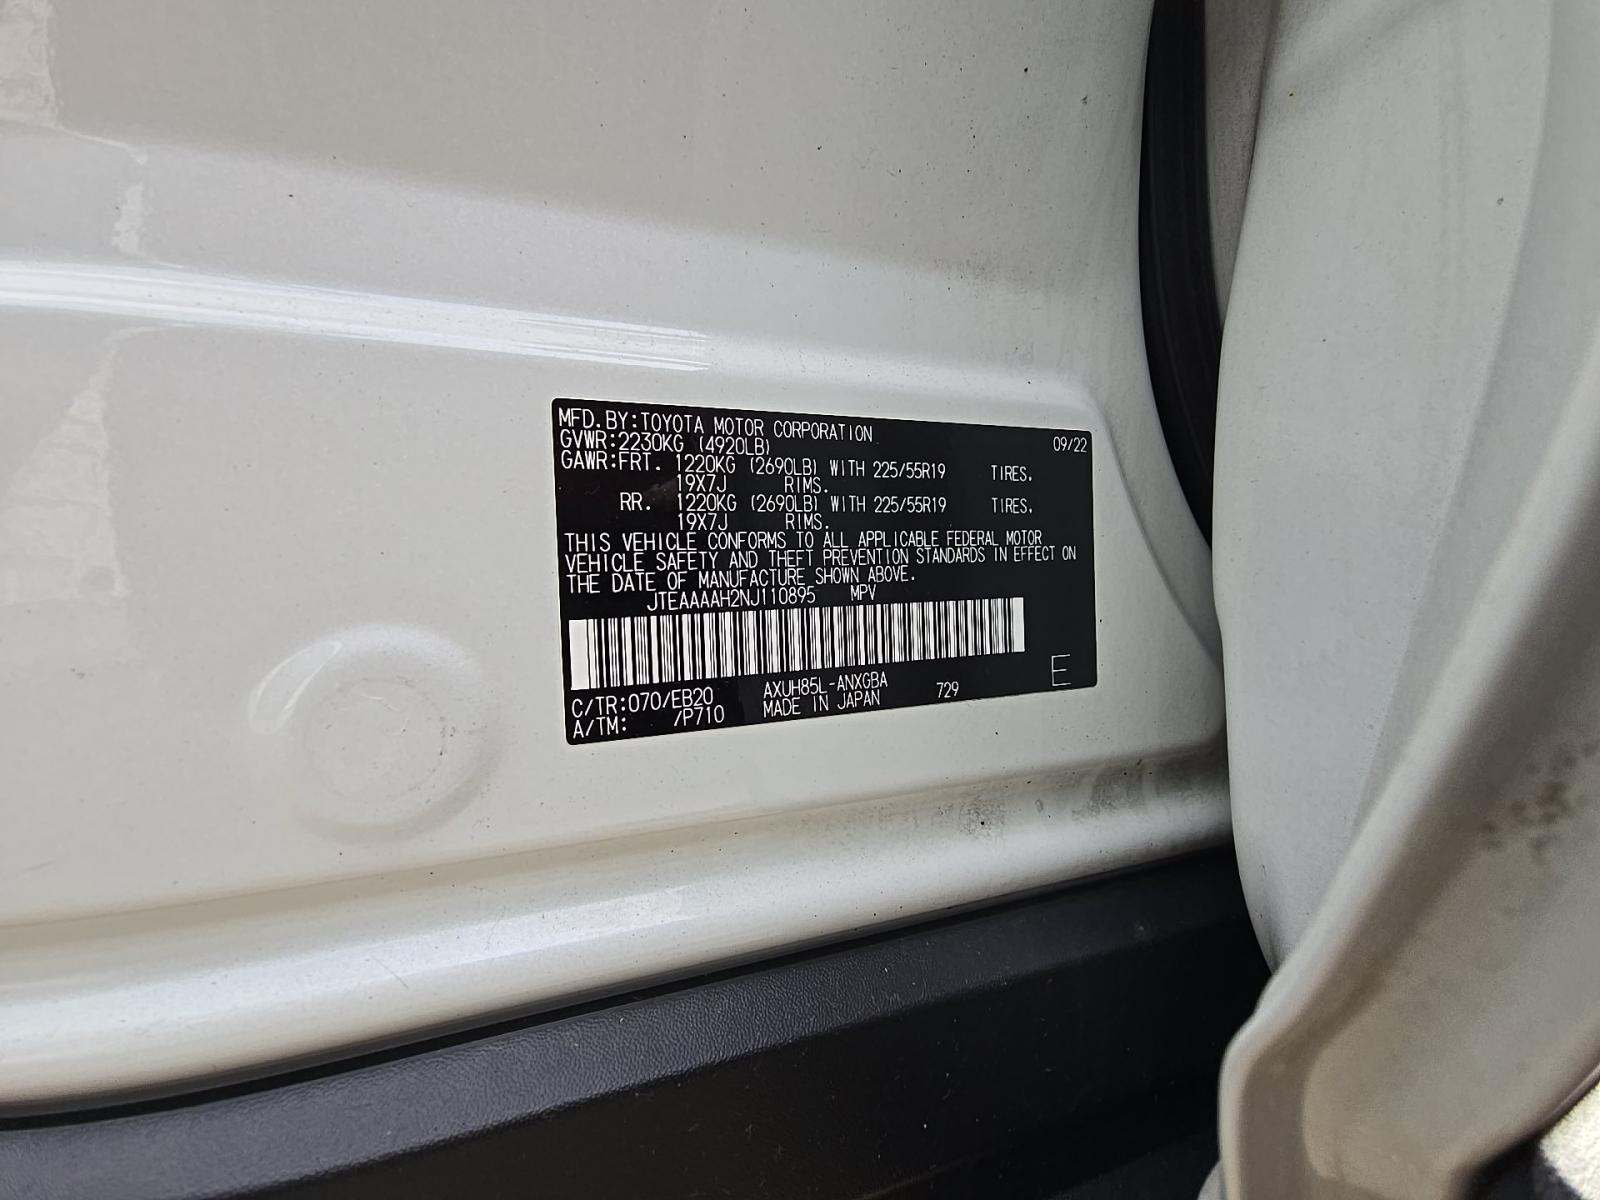 MFD.BY:TOYOTA MOTOR CORPORATION 09/22
GVWR:2230KG (4920LB)
GAWR:FRT. 1220KG (2690LB) WITH 225/55R19 TIRES.
19X7J RIMS.
RR. 1220KG (2690LB) WITH 225/55R19 TIRES.
19X7J RIMS.
THIS VEHICLE CONFORMS TO ALL APPLICABLE FEDERAL MOTOR
VEHICLE SAFETY AND THEFT PREVENTION STANDARDS IN EFFECT ON
THE DATE OF MANUFACTURE SHOWN ABOVE.
JTEAAAAH2NJ110895 MPV
C/TR:070/EB20 AXUH85L-ANXGBA 729 E
A/TM: /P710 MADE IN JAPAN